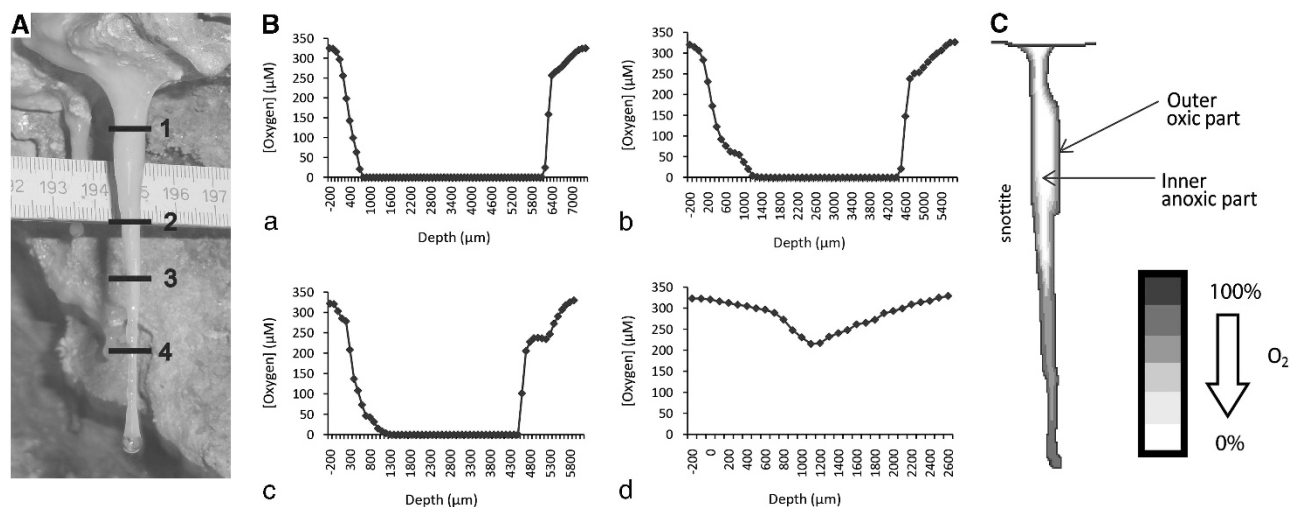 A
1
2
3
4
92 193 194 195 196 197
B
[Oxygen] (µM)
350
300
250
200
150
100
50
0
-200 400 1000 1600 2200 2800 3400 4000 4600 5200 5800 6400 7000
Depth (µm)
a
[Oxygen] (µM)
350
300
250
200
150
100
50
0
-200 200 600 1000 1400 1800 2200 2600 3000 3400 3800 4200 4600 5000 5400
Depth (µm)
b
[Oxygen] (µM)
350
300
250
200
150
100
50
0
-200 300 800 1300 1800 2300 2800 3300 3800 4300 4800 5300 5800
Depth (µm)
c
[Oxygen] (µM)
350
300
250
200
150
100
50
0
-200 0 200 400 600 800 1000 1200 1400 1600 1800 2000 2200 2400 2600
Depth (µm)
d
C
snottite
Outer
oxic part
Inner
anoxic part
100%
O₂
0%